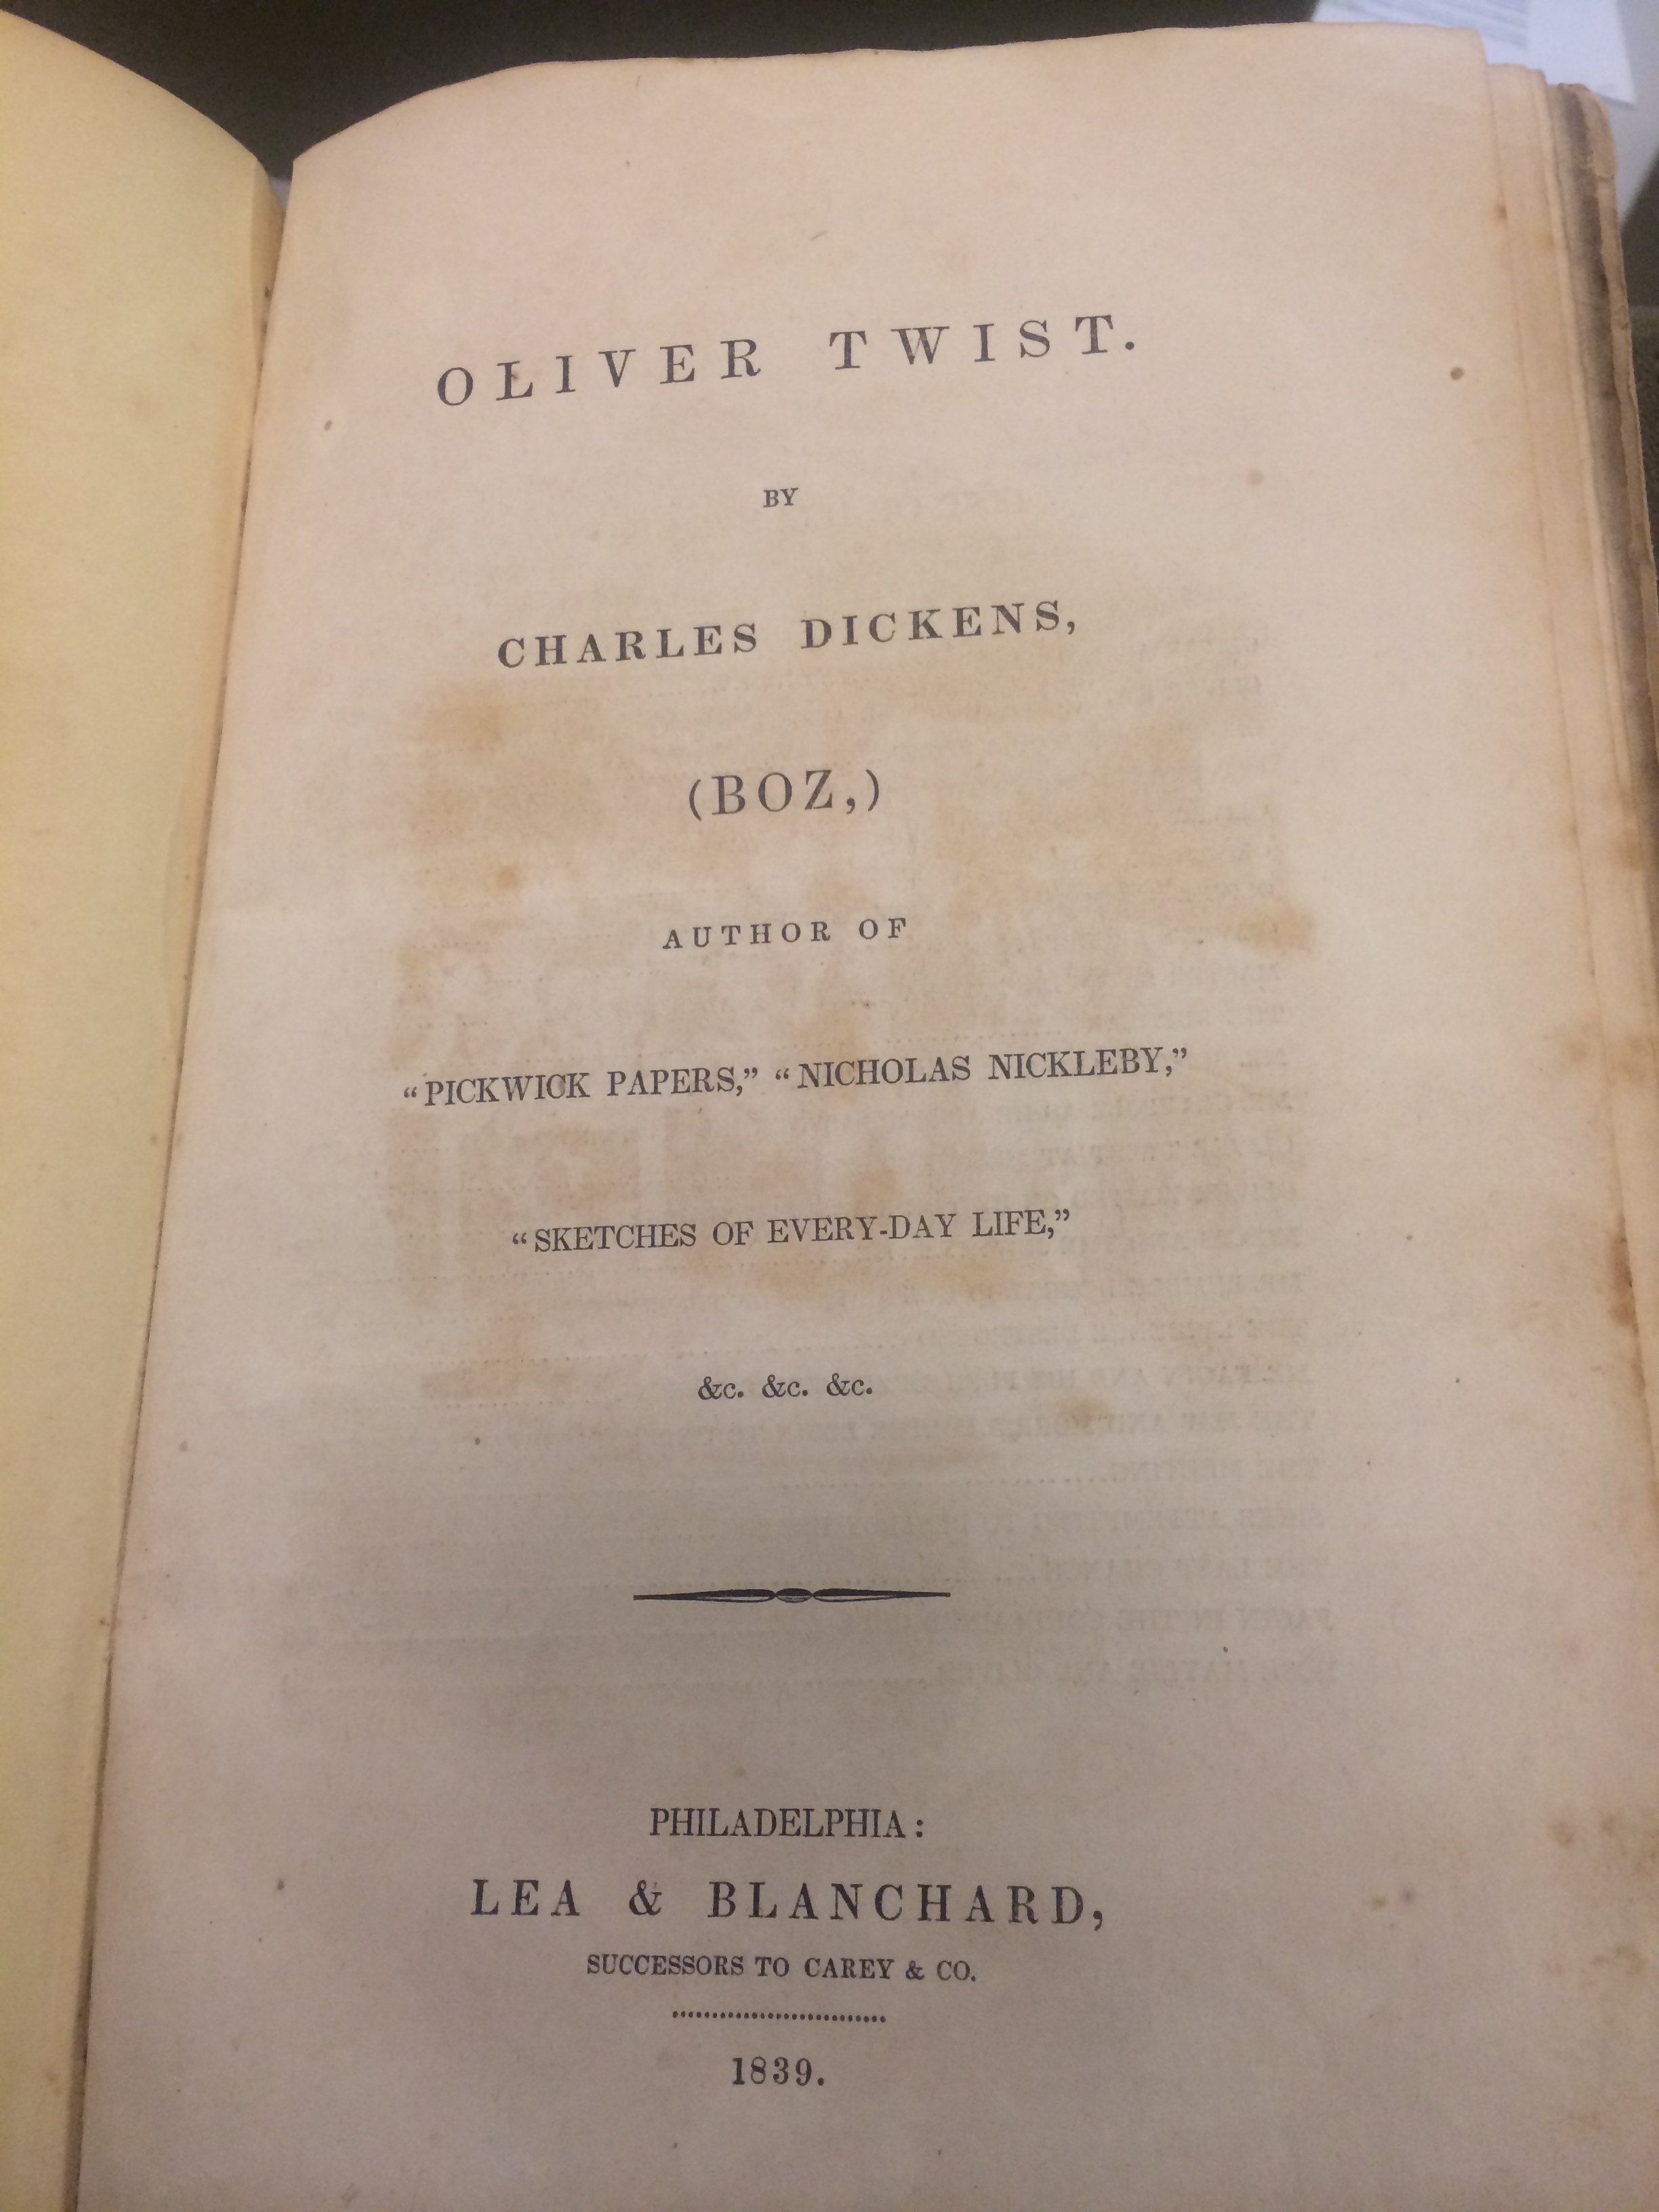 OLIVER TWIST.
BY
CHARLES DICKENS,
(BOZ,)
AUTHOR OF
“PICKWICK PAPERS,” “NICHOLAS NICKLEBY,”
“SKETCHES OF EVERY-DAY LIFE,”
&c. &c. &c.
PHILADELPHIA:
LEA & BLANCHARD,
SUCCESSORS TO CAREY & CO.
1839.